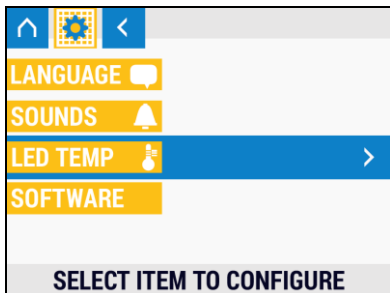 LANGUAGE
SOUNDS
LED TEMP
SOFTWARE
SELECT ITEM TO CONFIGURE